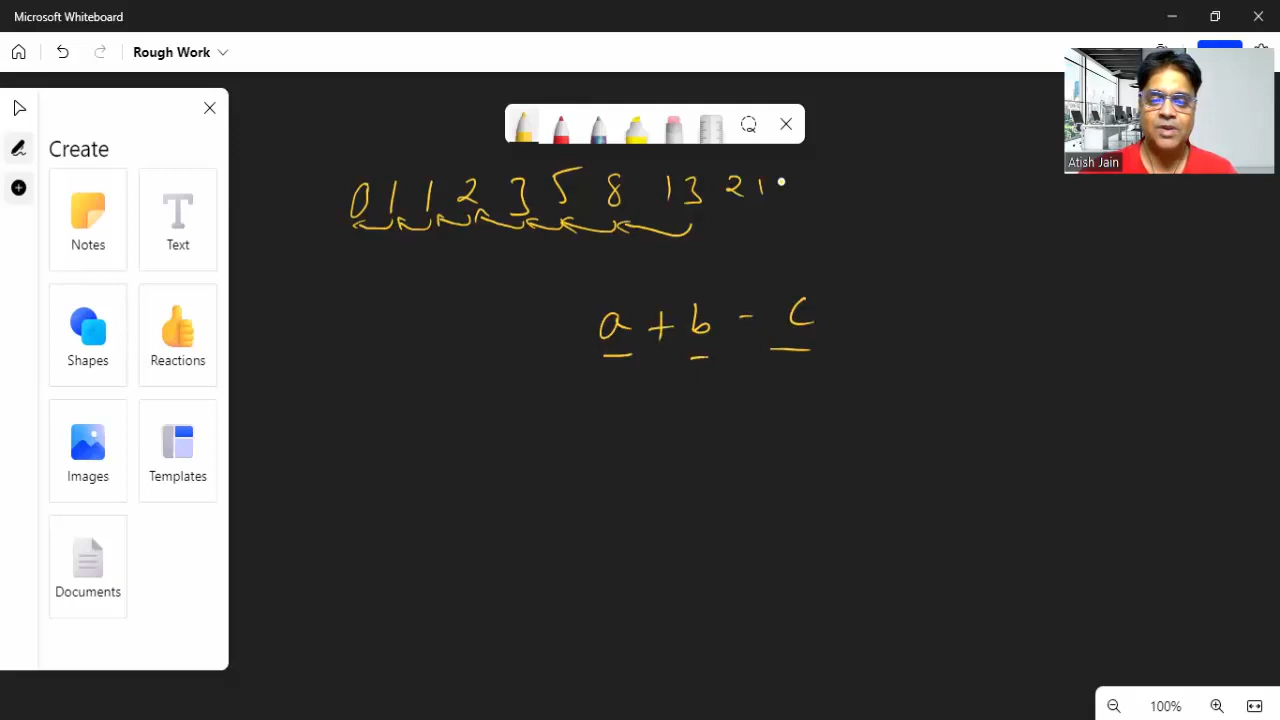 Microsoft Whiteboard
Rough Work
Create
Atish Jain
0 1 1 2 3 5 8 13 21
Notes
Text
a + b - c
Shapes
Reactions
Images
Templates
Documents
100%